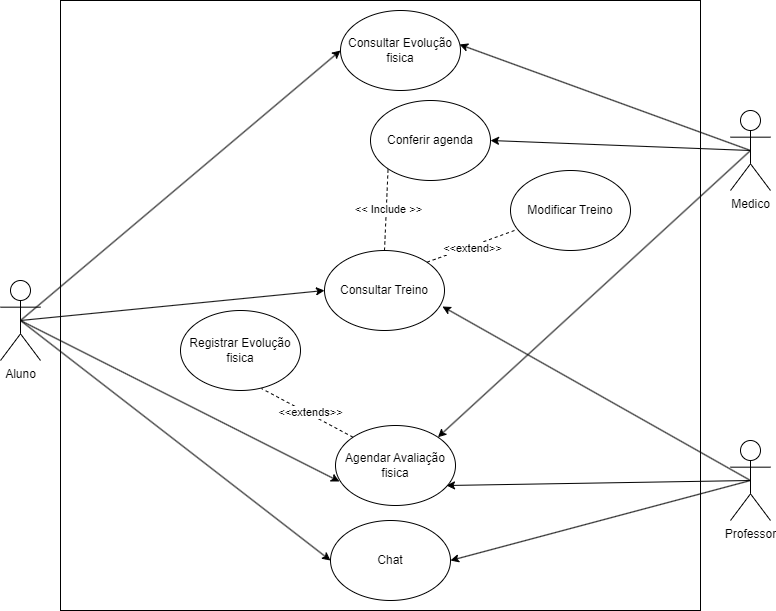 Consultar Evolução
fisica
Conferir agenda
Medico
<< Include >>
Modificar Treino
<<extend>>
Consultar Treino
Registrar Evolução
fisica
Aluno
<<extends>>
Agendar Avaliação
fisica
Professor
Chat